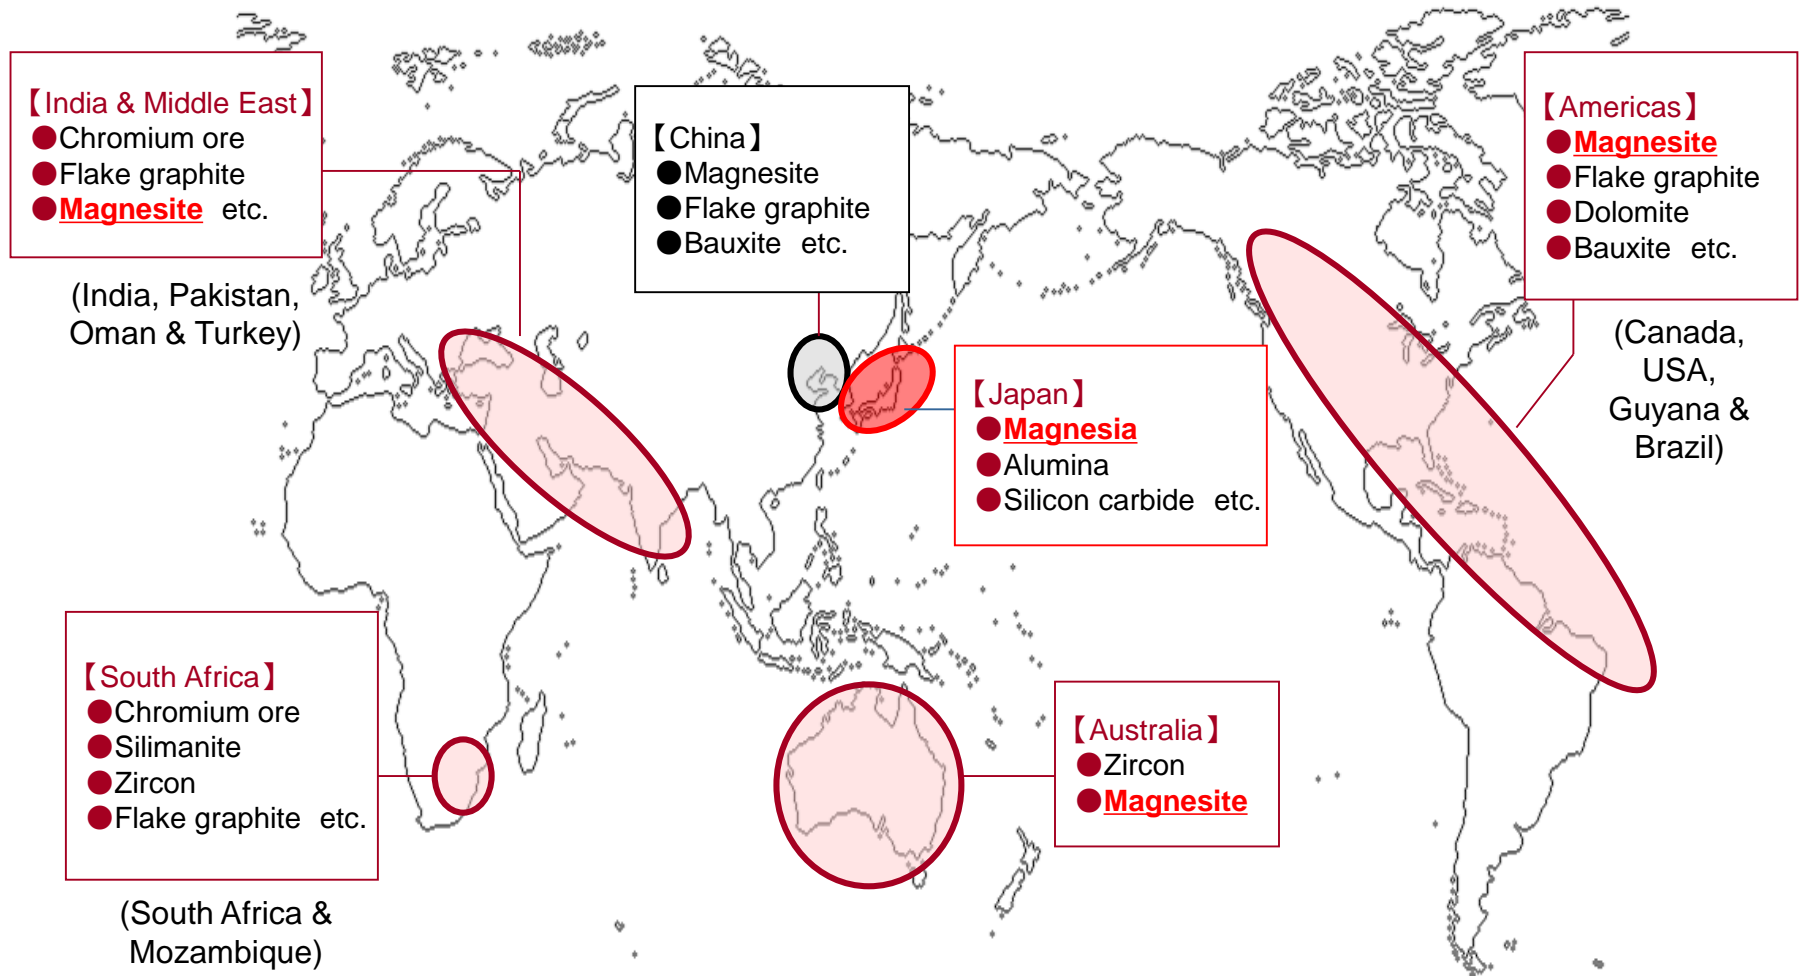 【India & Middle East】
●Chromium ore
●Flake graphite
●Magnesite etc.
(India, Pakistan,
Oman & Turkey)
【China】
●Magnesite
●Flake graphite
●Bauxite etc.
【Americas】
●Magnesite
●Flake graphite
●Dolomite
●Bauxite etc.
(Canada,
USA,
Guyana &
Brazil)
【Japan】
●Magnesia
●Alumina
●Silicon carbide etc.
【South Africa】
●Chromium ore
●Silimanite
●Zircon
●Flake graphite etc.
(South Africa &
Mozambique)
【Australia】
●Zircon
●Magnesite